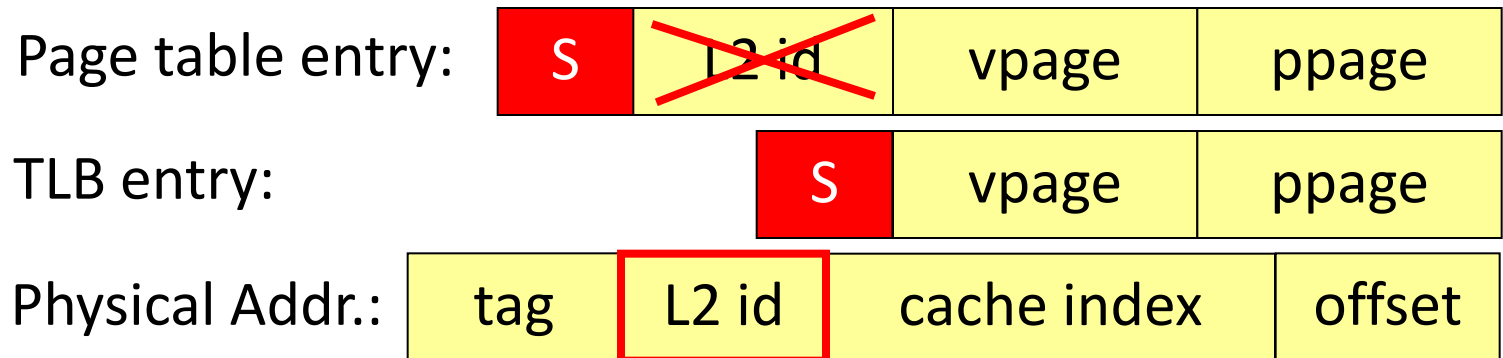 Page table entry: S L2 id vpage ppage
TLB entry: S vpage ppage
Physical Addr.: tag L2 id cache index offset